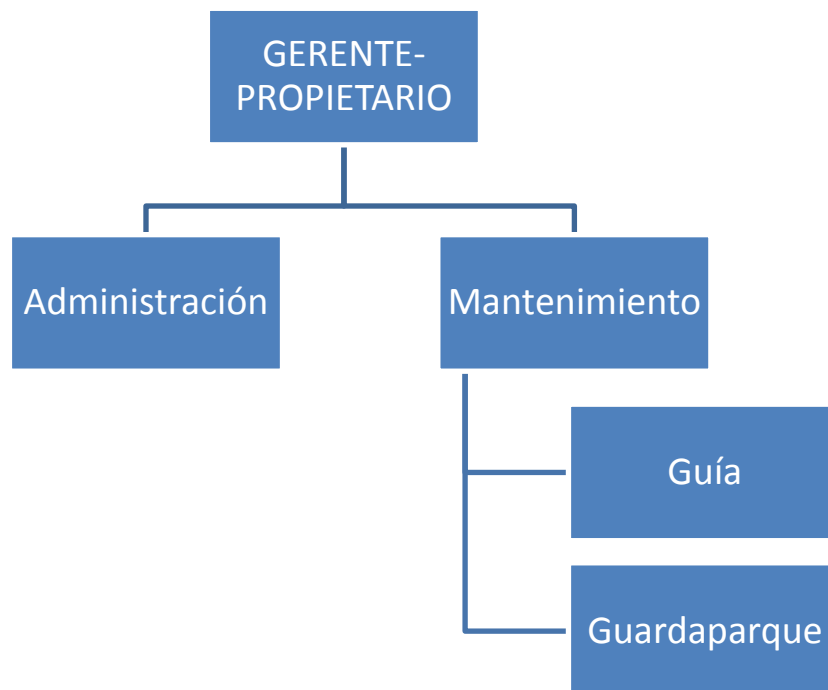 GERENTE-
PROPIETARIO
Administración
Mantenimiento
Guía
Guardaparque